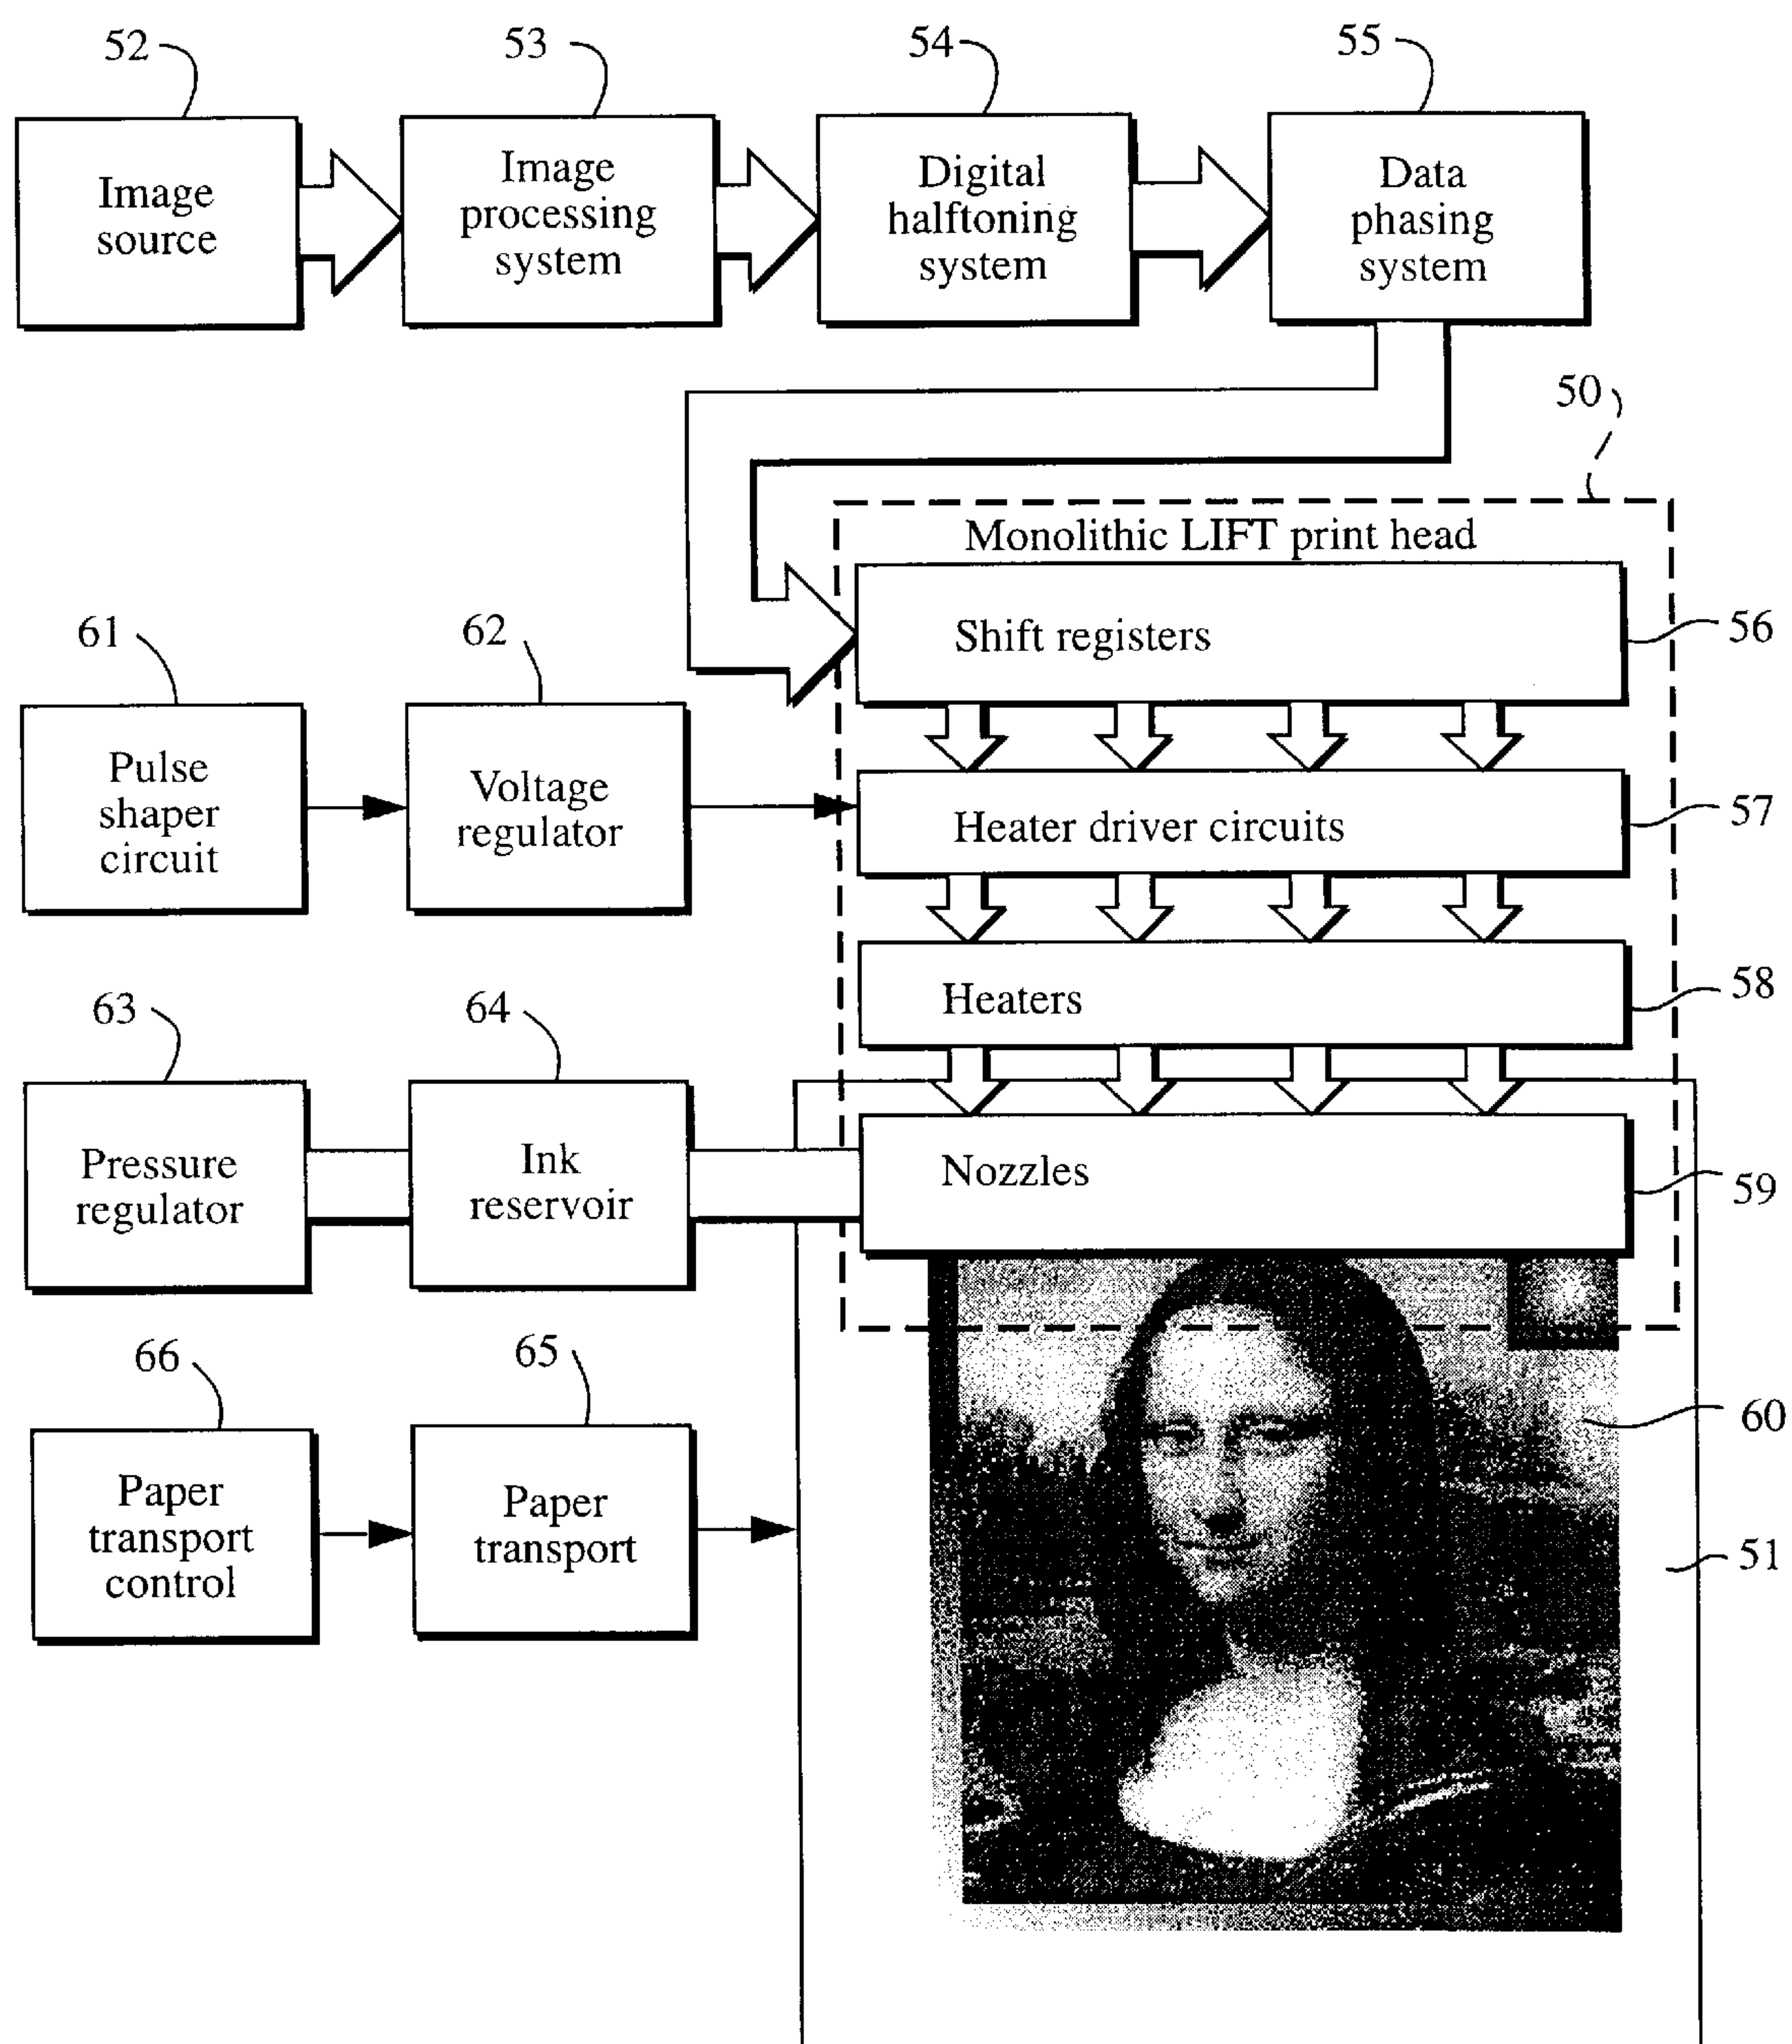 52
53
54
55
Image
source
Image
processing
system
Digital
halftoning
system
Data
phasing
system
50
Monolithic LIFT print head
Shift registers
56
61
62
Pulse
shaper
circuit
Voltage
regulator
Heater driver circuits
57
Heaters
58
63
64
Pressure
regulator
Ink
reservoir
Nozzles
59
66
65
Paper
transport
control
Paper
transport
60
51